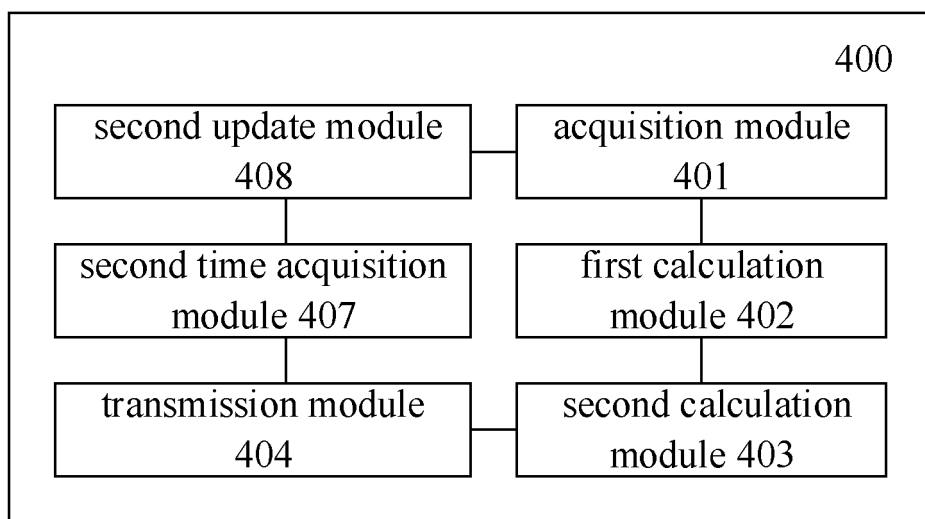 400
second update module
408
acquisition module
401
second time acquisition
module 407
first calculation
module 402
transmission module
404
second calculation
module 403